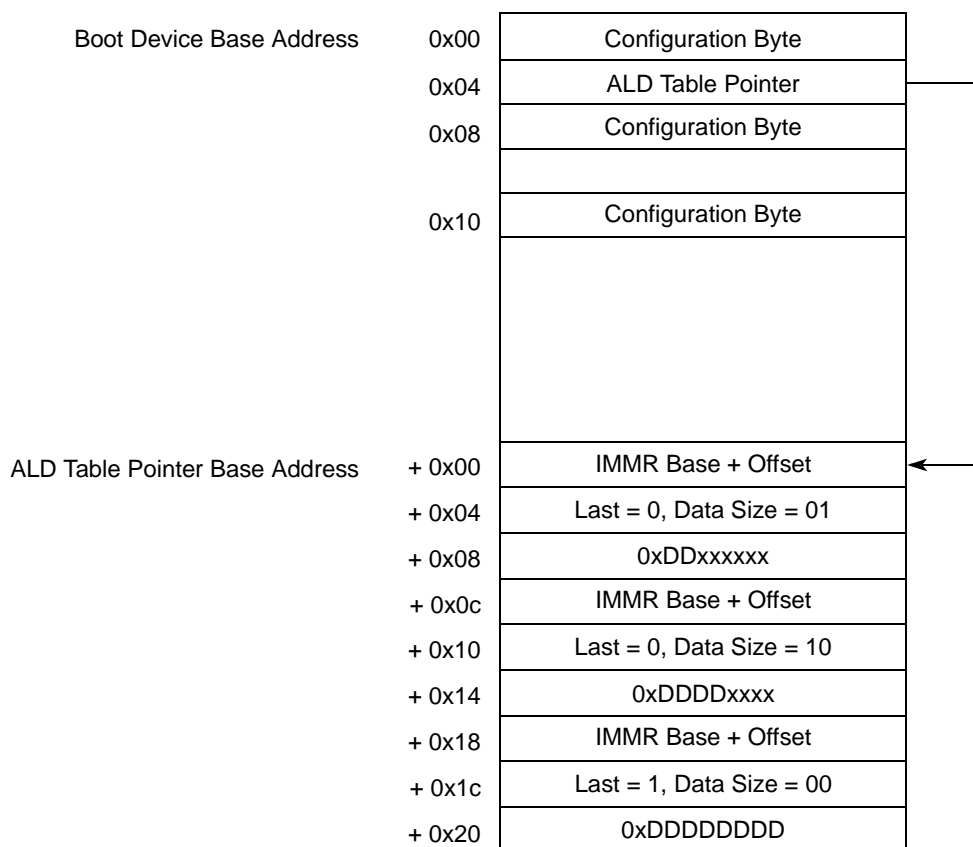 Boot Device Base Address 0x00 Configuration Byte
0x04 ALD Table Pointer
0x08 Configuration Byte
0x10 Configuration Byte
ALD Table Pointer Base Address + 0x00 IMMR Base + Offset
+ 0x04 Last = 0, Data Size = 01
+ 0x08 0xDDxxxxxx
+ 0x0c IMMR Base + Offset
+ 0x10 Last = 0, Data Size = 10
+ 0x14 0xDDDDxxxx
+ 0x18 IMMR Base + Offset
+ 0x1c Last = 1, Data Size = 00
+ 0x20 0xDDDDDDDD